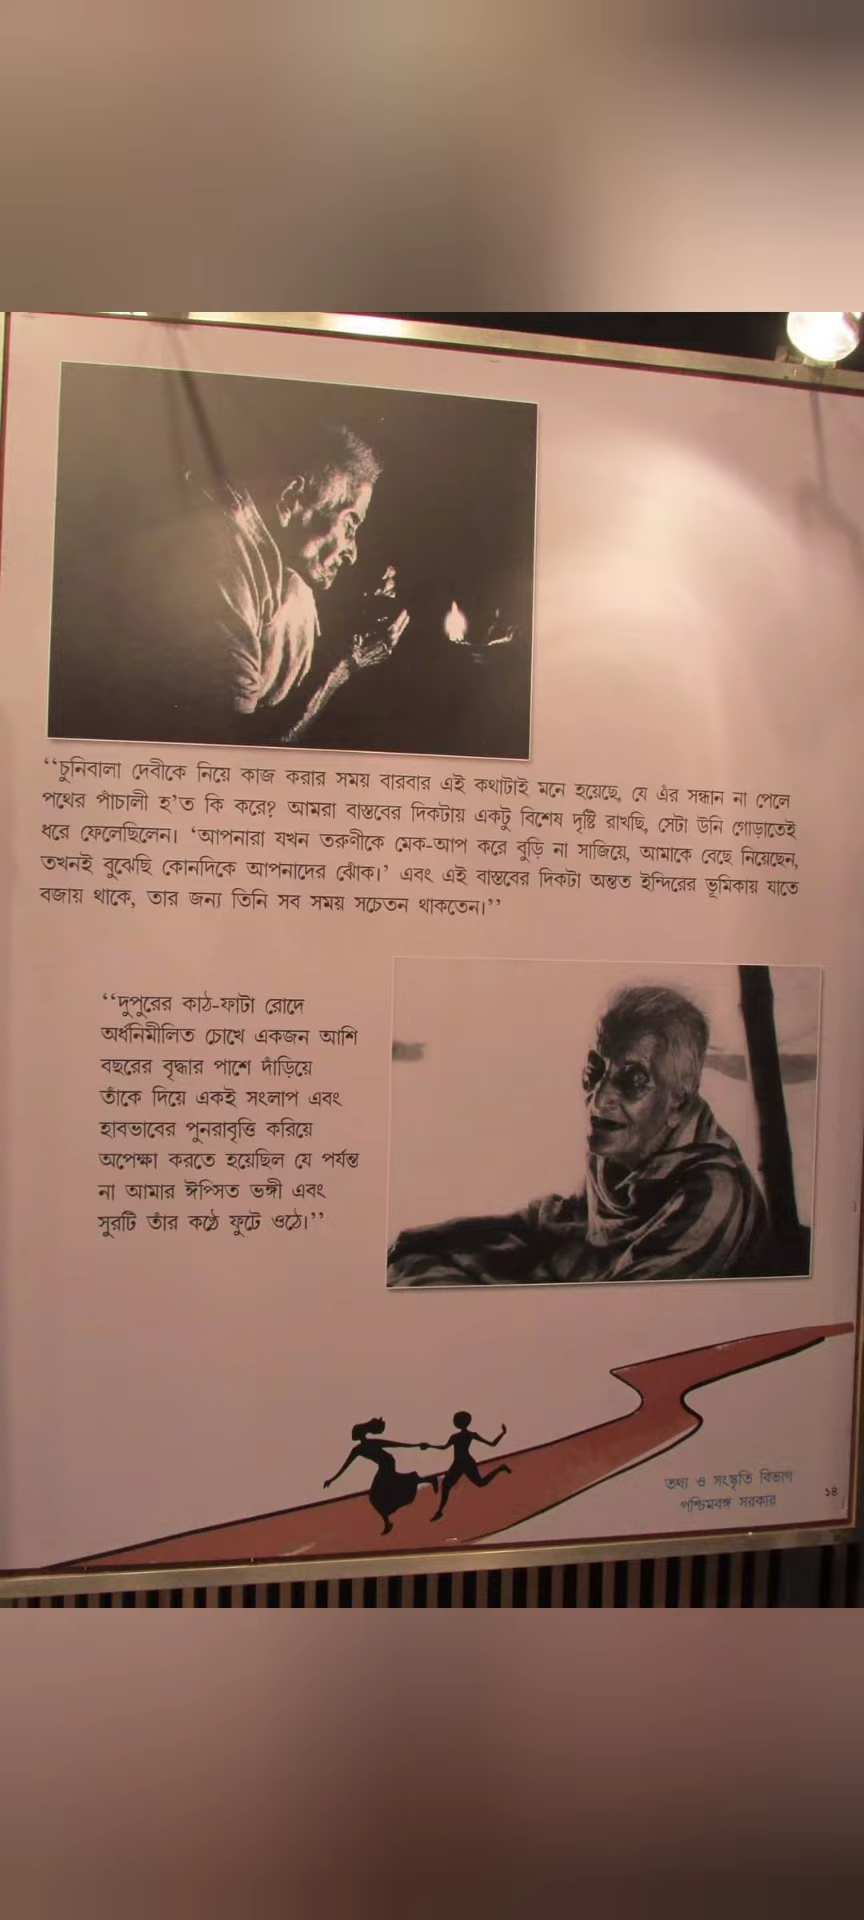 ‘‘চুনিবালা দেবীকে নিয়ে কাজ করার সময় বারবার এই কথাটাই মনে হয়েছে, যে এঁর সন্ধান না পেলে
পথের পাঁচালী হ’ত কি করে? আমরা বাস্তবের দিকটায় একটু বিশেষ দৃষ্টি রাখছি, সেটা উনি গোড়াতেই
ধরে ফেলেছিলেন। ‘আপনারা যখন তরুণীকে মেক-আপ করে বুড়ি না সাজিয়ে, আমাকে বেছে নিয়েছেন,
তখনই বুঝেছি কোনদিকে আপনাদের ঝোঁক।’ এবং এই বাস্তবের দিকটা অন্তত ইন্দিরের ভূমিকায় যাতে
বজায় থাকে, তার জন্য তিনি সব সময় সচেতন থাকতেন।’’
‘‘দুপুরের কাঠ-ফাটা রোদে
অর্ধনিমীলিত চোখে একজন আশি
বছরের বৃদ্ধার পাশে দাঁড়িয়ে
তাঁকে দিয়ে একই সংলাপ এবং
হাবভাবের পুনরাবৃত্তি করিয়ে
অপেক্ষা করতে হয়েছিল যে পর্যন্ত
না আমার ঈপ্সিত ভঙ্গী এবং
সুরটি তাঁর কণ্ঠে ফুটে ওঠে।’’
তথ্য ও সংস্কৃতি বিভাগ
পশ্চিমবঙ্গ সরকার
১৪